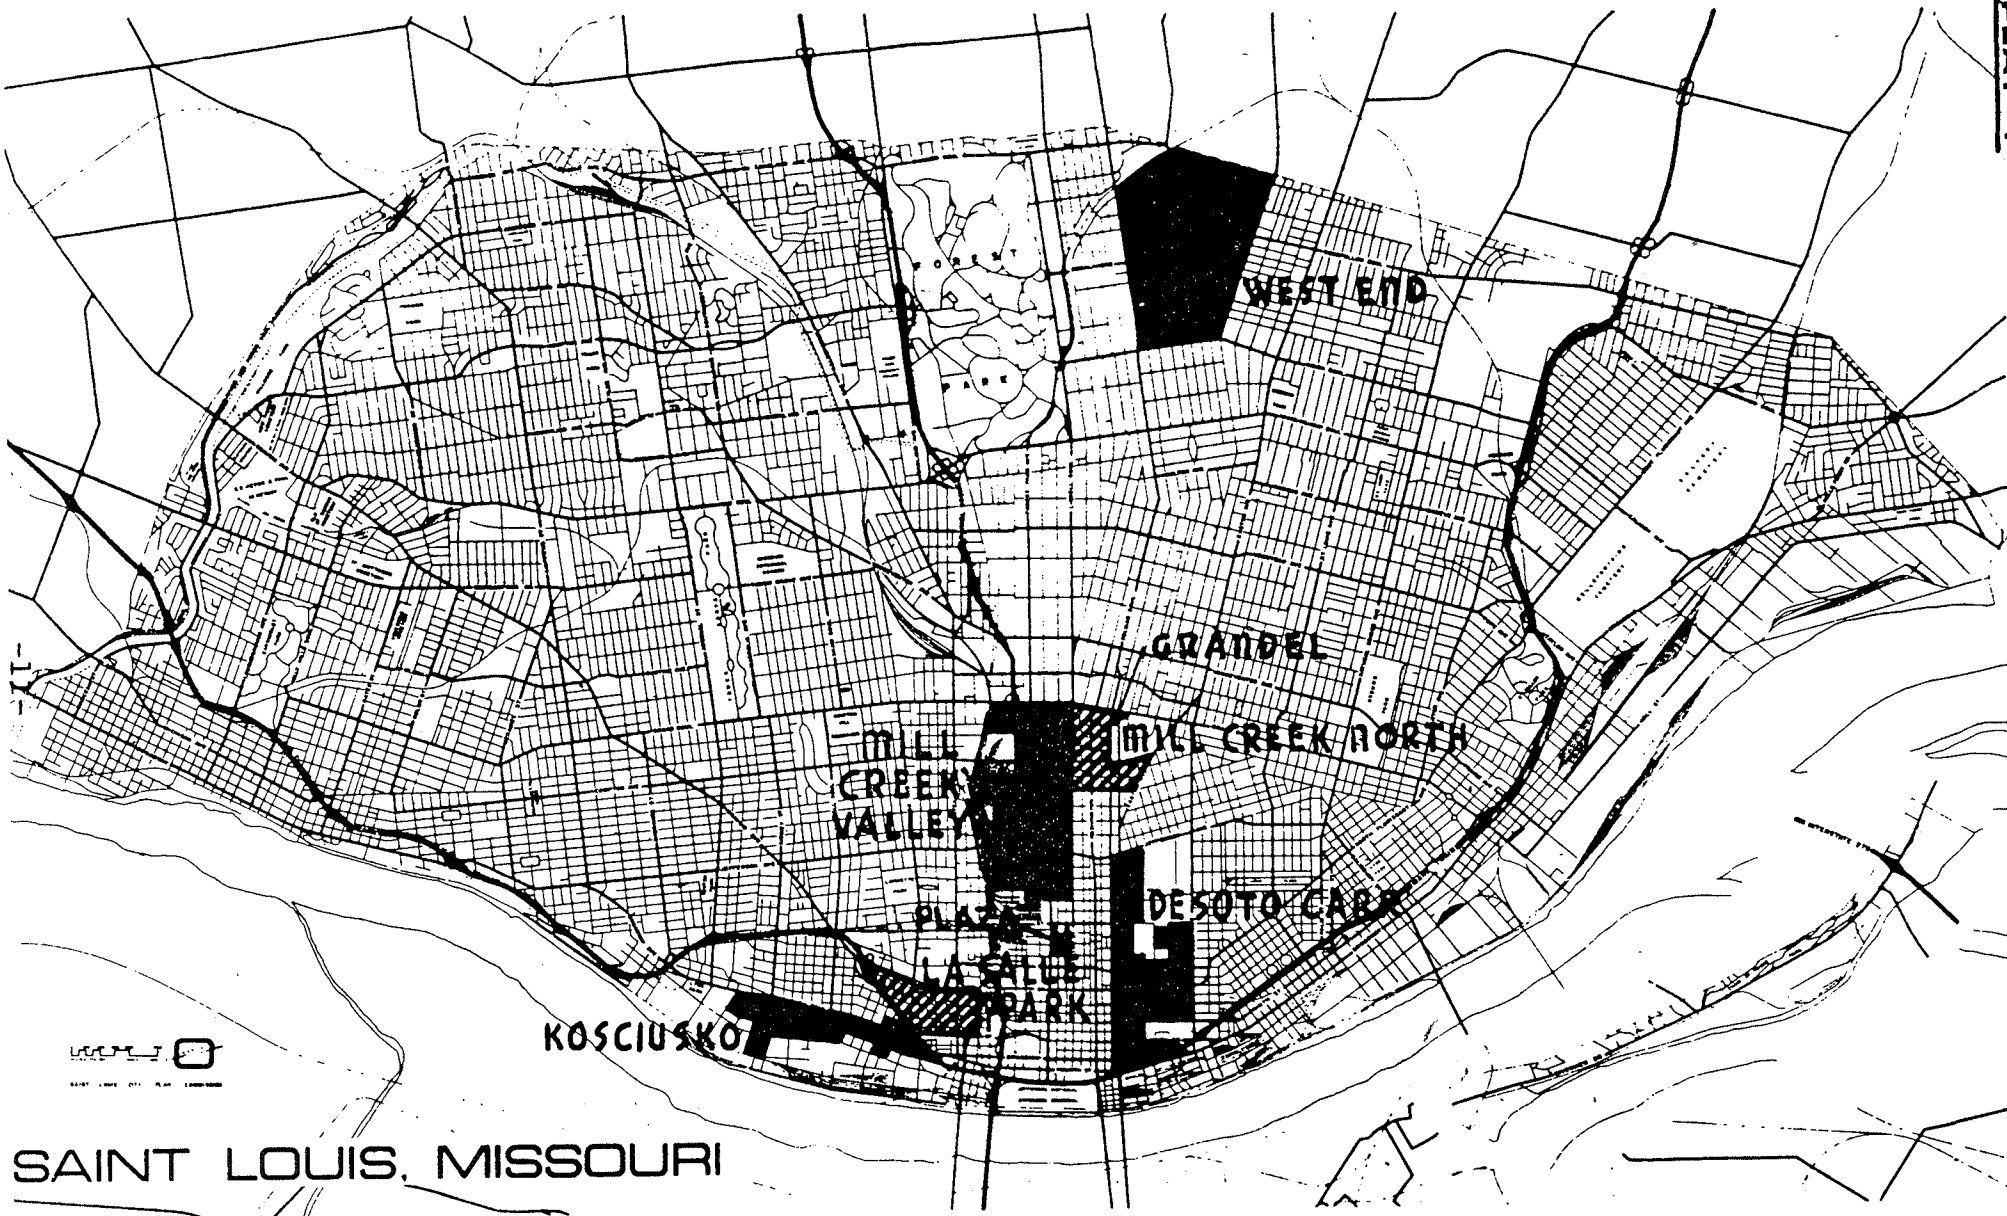 FOREST
PARK
WEST END
GRANDEL
MILL CREEK NORTH
MILL
CREEK
VALLEY
DESOTO CARR
PLAZA
LA SALLE
PARK
KOSCIUSKO
SAINT LOUIS, MISSOURI